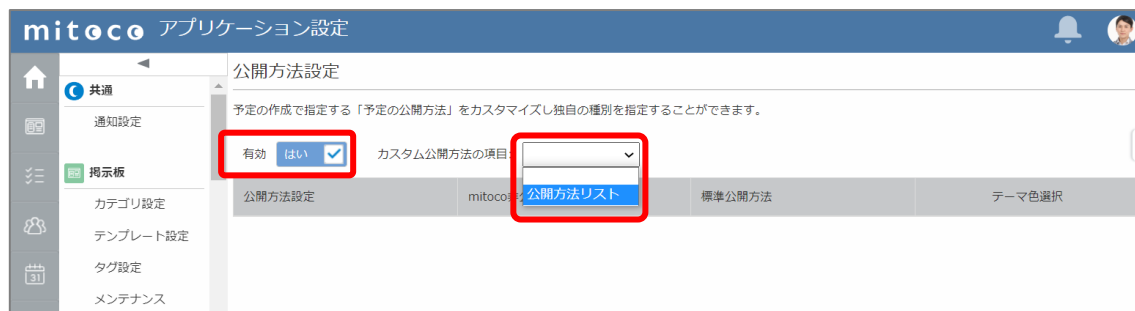 mitoco アプリケーション設定
公開方法設定
共通
予定の作成で指定する「予定の公開方法」をカスタマイズし独自の種別を指定することができます。
通知設定
有効 はい カスタム公開方法の項目:
掲示板
公開方法リスト
公開方法設定 mitoco 標準公開方法 テーマ色選択
カテゴリ設定
テンプレート設定
タグ設定
31
メンテナンス